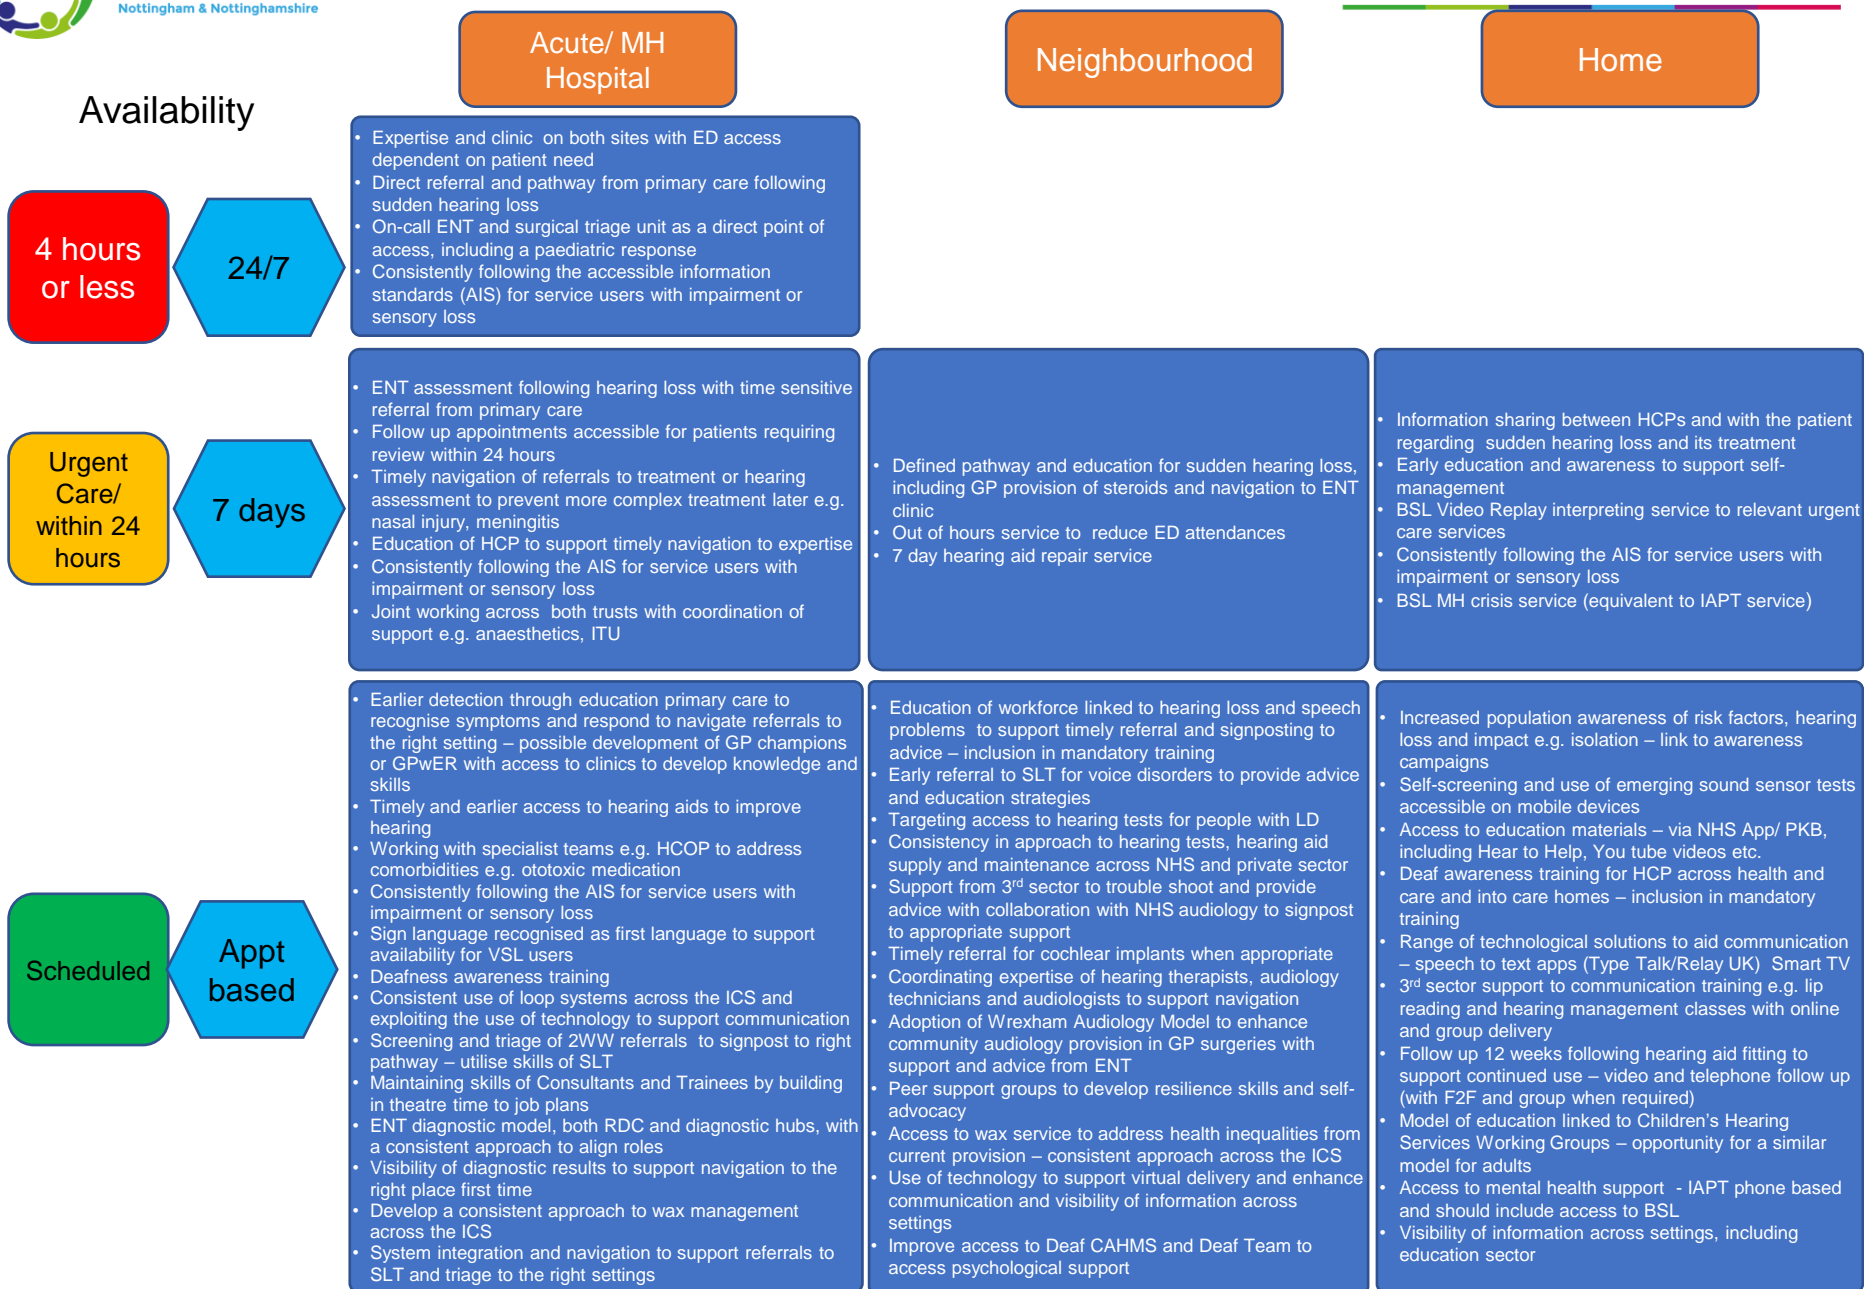 Nottingham & Nottinghamshire
Acute/ MH
Hospital
Neighbourhood
Home
Availability
4 hours
or less
24/7
• Expertise and clinic on both sites with ED access
dependent on patient need
• Direct referral and pathway from primary care following
sudden hearing loss
• On-call ENT and surgical triage unit as a direct point of
access, including a paediatric response
• Consistently following the accessible information
standards (AIS) for service users with impairment or
sensory loss
Urgent
Care/
within 24
hours
7 days
• ENT assessment following hearing loss with time sensitive
referral from primary care
• Follow up appointments accessible for patients requiring
review within 24 hours
• Timely navigation of referrals to treatment or hearing
assessment to prevent more complex treatment later e.g.
nasal injury, meningitis
• Education of HCP to support timely navigation to expertise
• Consistently following the AIS for service users with
impairment or sensory loss
• Joint working across both trusts with coordination of
support e.g. anaesthetics, ITU
• Defined pathway and education for sudden hearing loss,
including GP provision of steroids and navigation to ENT
clinic
• Out of hours service to reduce ED attendances
• 7 day hearing aid repair service
• Information sharing between HCPs and with the patient
regarding sudden hearing loss and its treatment
• Early education and awareness to support self-
management
• BSL Video Replay interpreting service to relevant urgent
care services
• Consistently following the AIS for service users with
impairment or sensory loss
• BSL MH crisis service (equivalent to IAPT service)
Scheduled
Appt
based
• Earlier detection through education primary care to
recognise symptoms and respond to navigate referrals to
the right setting – possible development of GP champions
or GPwER with access to clinics to develop knowledge and
skills
• Timely and earlier access to hearing aids to improve
hearing
• Working with specialist teams e.g. HCOP to address
comorbidities e.g. ototoxic medication
• Consistently following the AIS for service users with
impairment or sensory loss
• Sign language recognised as first language to support
availability for VSL users
• Deafness awareness training
• Consistent use of loop systems across the ICS and
exploiting the use of technology to support communication
• Screening and triage of 2WW referrals to signpost to right
pathway – utilise skills of SLT
• Maintaining skills of Consultants and Trainees by building
in theatre time to job plans
• ENT diagnostic model, both RDC and diagnostic hubs, with
a consistent approach to align roles
• Visibility of diagnostic results to support navigation to the
right place first time
• Develop a consistent approach to wax management
across the ICS
• System integration and navigation to support referrals to
SLT and triage to the right settings
• Education of workforce linked to hearing loss and speech
problems to support timely referral and signposting to
advice – inclusion in mandatory training
• Early referral to SLT for voice disorders to provide advice
and education strategies
• Targeting access to hearing tests for people with LD
• Consistency in approach to hearing tests, hearing aid
supply and maintenance across NHS and private sector
• Support from 3rd sector to trouble shoot and provide
advice with collaboration with NHS audiology to signpost
to appropriate support
• Timely referral for cochlear implants when appropriate
• Coordinating expertise of hearing therapists, audiology
technicians and audiologists to support navigation
• Adoption of Wrexham Audiology Model to enhance
community audiology provision in GP surgeries with
support and advice from ENT
• Peer support groups to develop resilience skills and self-
advocacy
• Access to wax service to address health inequalities from
current provision – consistent approach across the ICS
• Use of technology to support virtual delivery and enhance
communication and visibility of information across
settings
• Improve access to Deaf CAHMS and Deaf Team to
access psychological support
• Increased population awareness of risk factors, hearing
loss and impact e.g. isolation – link to awareness
campaigns
• Self-screening and use of emerging sound sensor tests
accessible on mobile devices
• Access to education materials – via NHS App/ PKB,
including Hear to Help, You tube videos etc.
• Deaf awareness training for HCP across health and
care and into care homes – inclusion in mandatory
training
• Range of technological solutions to aid communication
– speech to text apps (Type Talk/Relay UK) Smart TV
• 3rd sector support to communication training e.g. lip
reading and hearing management classes with online
and group delivery
• Follow up 12 weeks following hearing aid fitting to
support continued use – video and telephone follow up
(with F2F and group when required)
• Model of education linked to Children's Hearing
Services Working Groups – opportunity for a similar
model for adults
• Access to mental health support - IAPT phone based
and should include access to BSL
• Visibility of information across settings, including
education sector